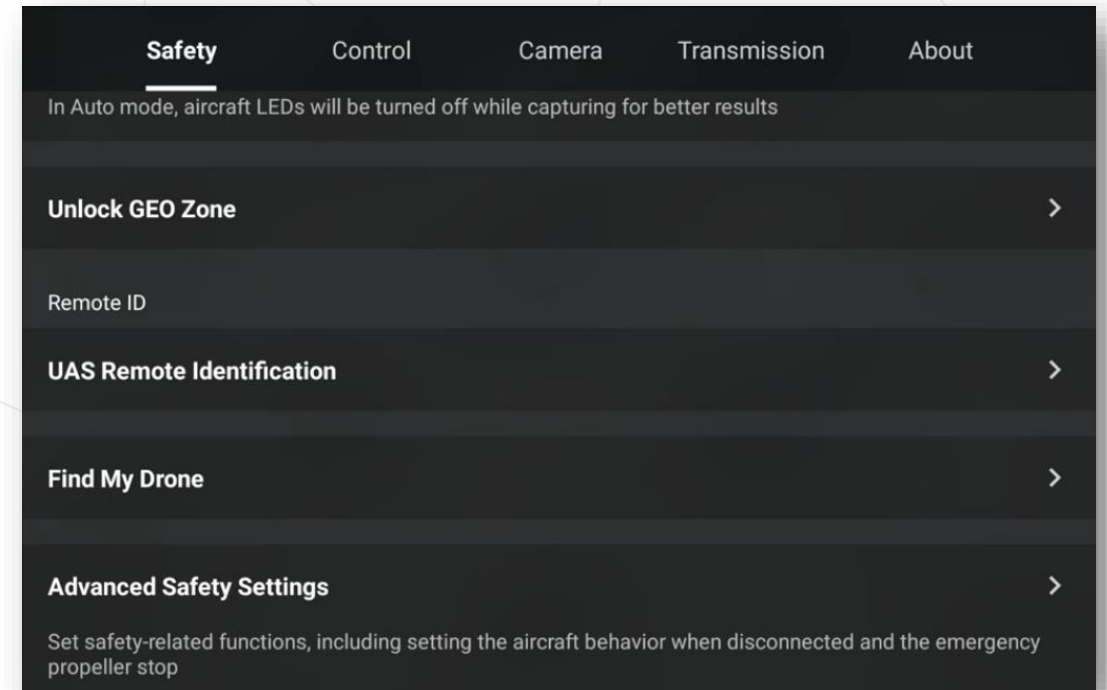 Safety Control Camera Transmission About
In Auto mode, aircraft LEDs will be turned off while capturing for better results
Unlock GEO Zone
Remote ID
UAS Remote Identification
Find My Drone
Advanced Safety Settings
Set safety-related functions, including setting the aircraft behavior when disconnected and the emergency
propeller stop